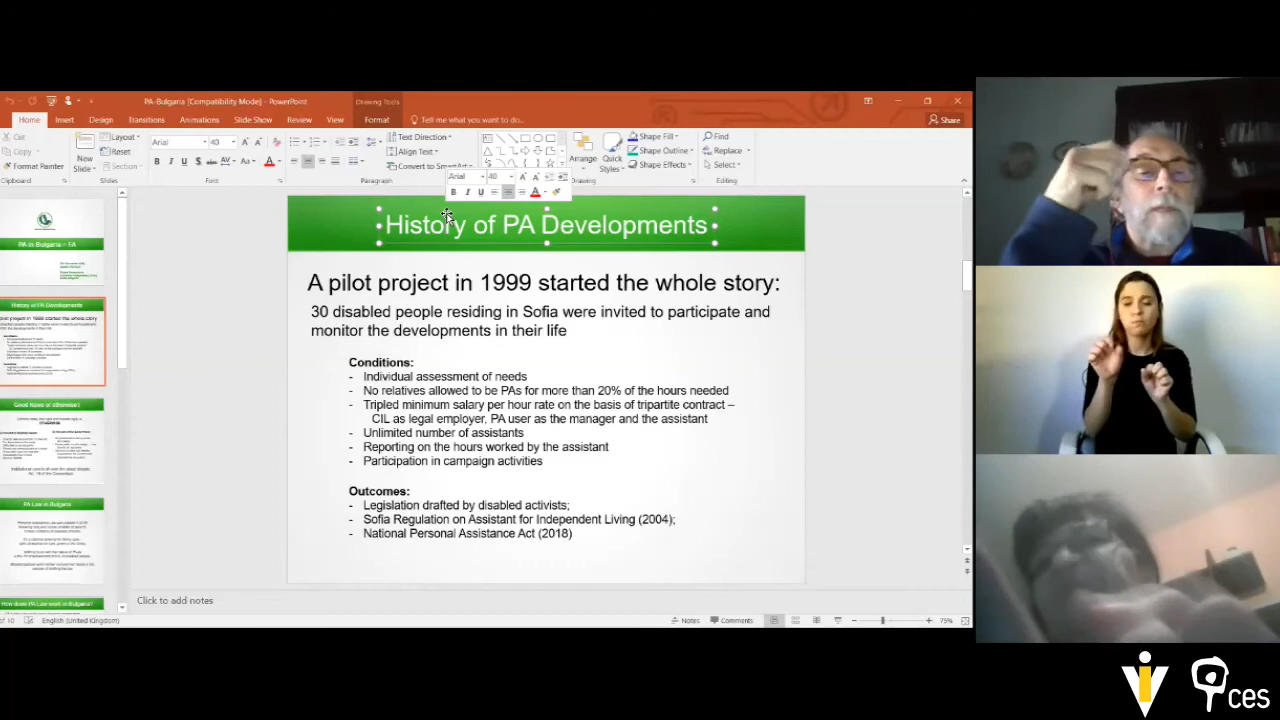 PA-Bulgaria [Compatibility Mode] - PowerPoint
Drawing Tools
Home Insert Design Transitions Animations Slide Show Review View Format Tell me what you want to do...
Share
Cut
Copy
Format Painter
Clipboard
New
Slide
Layout
Reset
Section
Slides
Arial 40
Font
Text Direction
Align Text
Convert to SmartArt
Paragraph
Arrange
Quick
Styles
Shape Fill
Shape Outline
Shape Effects
Drawing
Find
Replace
Select
Editing
Arial 40
PA in Bulgaria –
History of PA Developments
Good News or otherwise?
PA Law in Bulgaria
How does PA Law work in Bulgaria?
History of PA Developments
A pilot project in 1999 started the whole story:
30 disabled people residing in Sofia were invited to participate and
monitor the developments in their life
Conditions:
- Individual assessment of needs
- No relatives allowed to be PAs for more than 20% of the hours needed
- Tripled minimum salary per hour rate on the basis of tripartite contract –
CIL as legal employer, PA user as the manager and the assistant
- Unlimited number of assistants
- Reporting on the hours worked by the assistant
- Participation in campaign activities
Outcomes:
- Legislation drafted by disabled activists;
- Sofia Regulation on Assistant for Independent Living (2004);
- National Personal Assistance Act (2018)
Click to add notes
of 10 English (United Kingdom)
Notes Comments 75%
ces